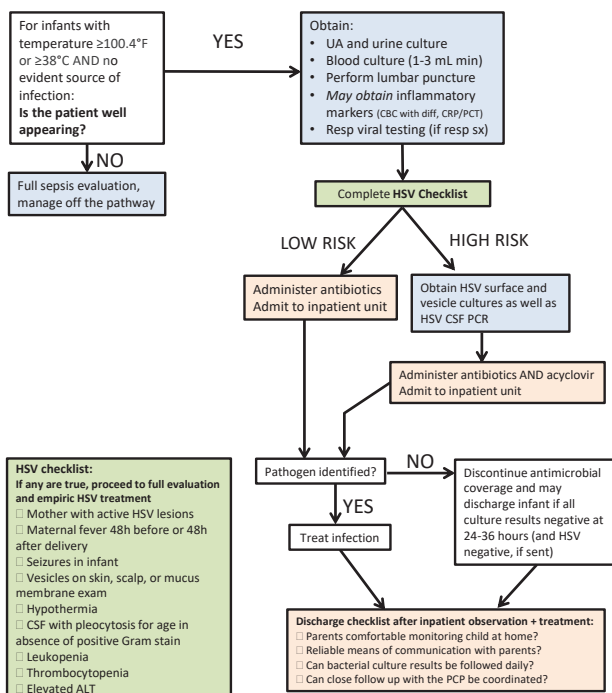 For infants with
temperature ≥100.4°F
or ≥38°C AND no
evident source of
infection:
Is the patient well
appearing?
YES
Obtain:
• UA and urine culture
• Blood culture (1-3 mL min)
• Perform lumbar puncture
• May obtain inflammatory
markers (CBC with diff, CRP/PCT)
• Resp viral testing (if resp sx)
NO
Full sepsis evaluation,
manage off the pathway
Complete HSV Checklist
LOW RISK
HIGH RISK
Administer antibiotics
Admit to inpatient unit
Obtain HSV surface and
vesicle cultures as well as
HSV CSF PCR
Administer antibiotics AND acyclovir
Admit to inpatient unit
Pathogen identified?
NO
Discontinue antimicrobial
coverage and may
discharge infant if all
culture results negative at
24-36 hours (and HSV
negative, if sent)
YES
Treat infection
HSV checklist:
If any are true, proceed to full evaluation
and empiric HSV treatment
☐ Mother with active HSV lesions
☐ Maternal fever 48h before or 48h
after delivery
☐ Seizures in infant
☐ Vesicles on skin, scalp, or mucus
membrane exam
☐ Hypothermia
☐ CSF with pleocytosis for age in
absence of positive Gram stain
☐ Leukopenia
☐ Thrombocytopenia
☐ Elevated ALT
Discharge checklist after inpatient observation + treatment:
☐ Parents comfortable monitoring child at home?
☐ Reliable means of communication with parents?
☐ Can bacterial culture results be followed daily?
☐ Can close follow up with the PCP be coordinated?